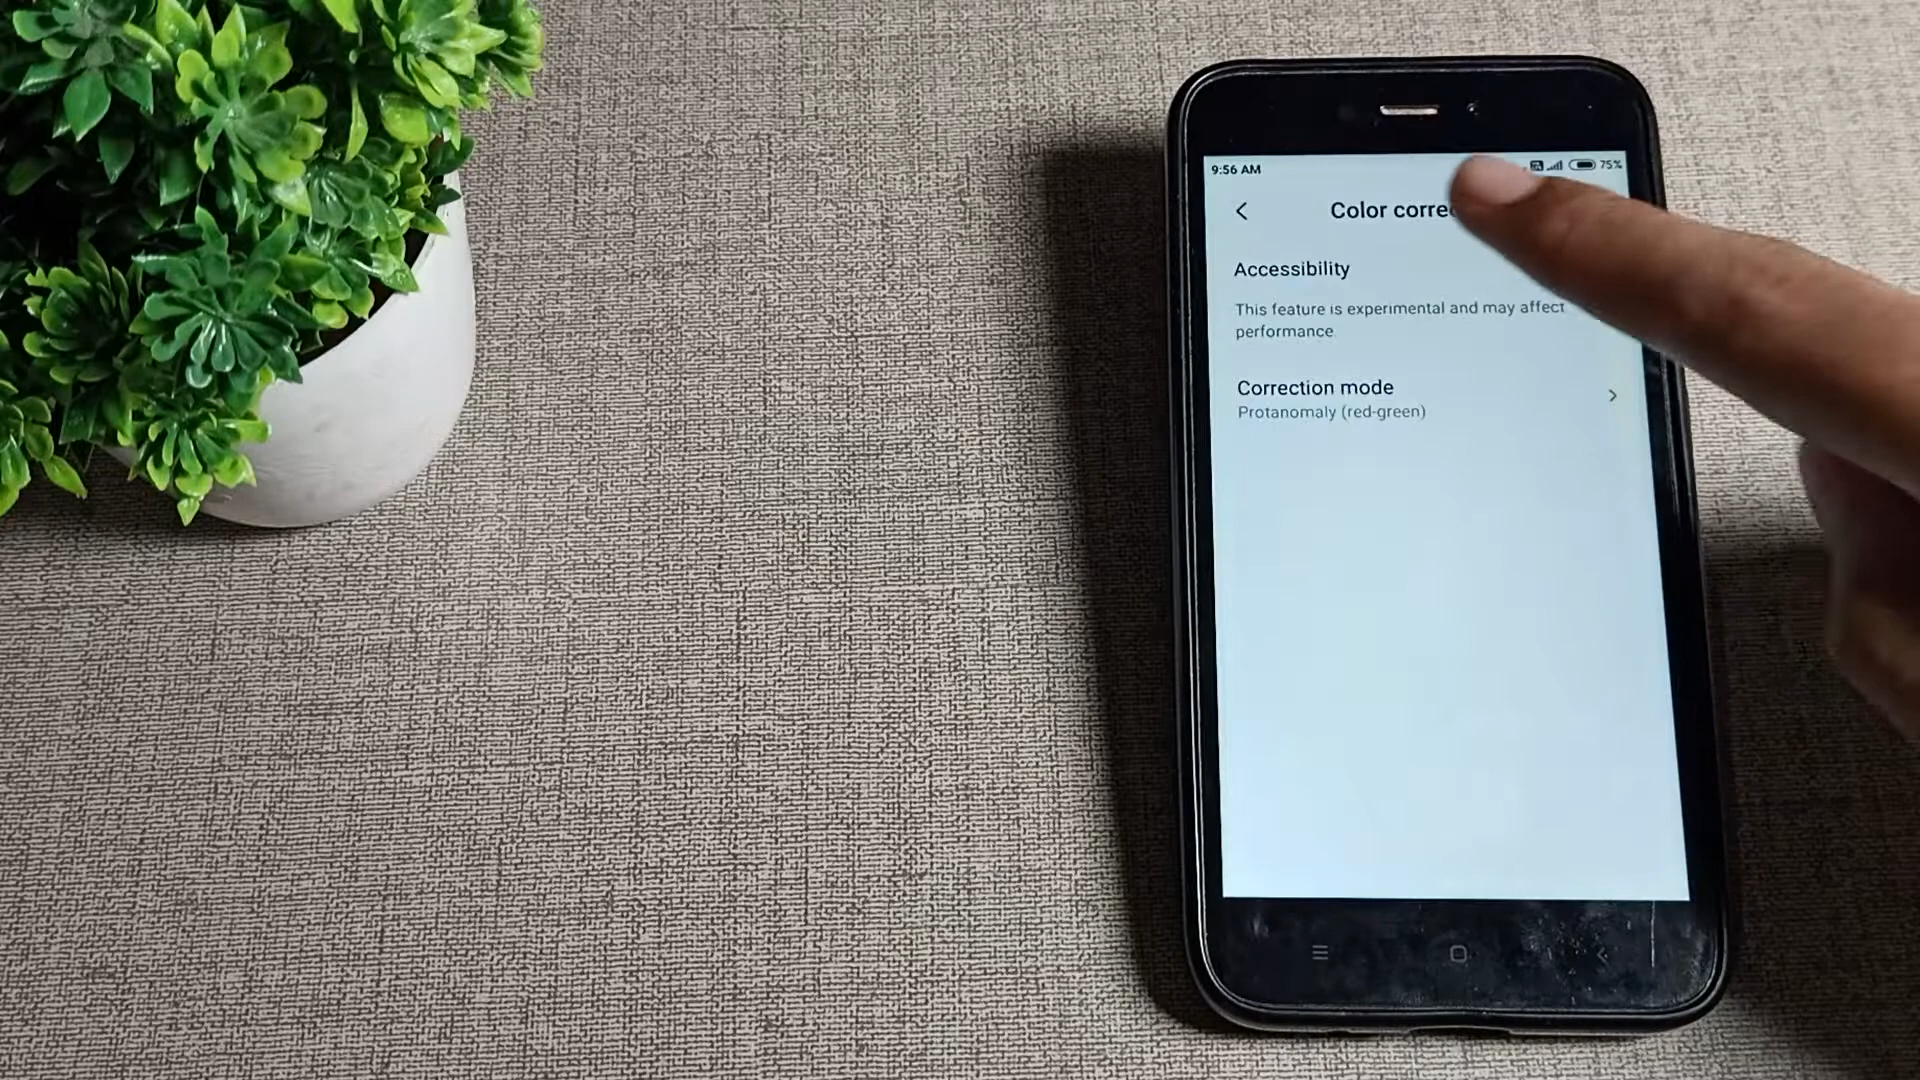 9:56 AM
75%
Color corre
Accessibility
This feature is experimental and may affect
performance.
Correction mode
Protanomaly (red-green)